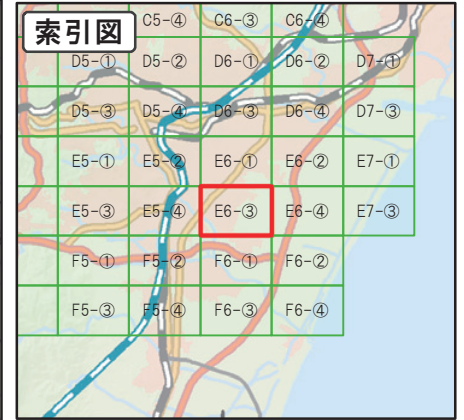 索引図
C5-④ C6-③ C6-④
D5-① D5-② D6-① D6-② D7-①
D5-③ D5-④ D6-③ D6-④ D7-③
E5-① E5-② E6-① E6-② E7-①
E5-③ E5-④ E6-③ E6-④ E7-③
F5-① F5-② F6-① F6-②
F5-③ F5-④ F6-③ F6-④